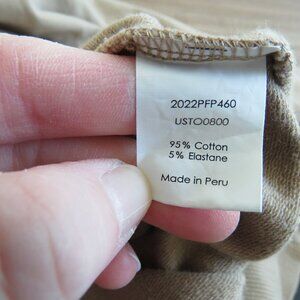 2022PFP460
USTO0800
95% Cotton
5% Elastane
Made in Peru